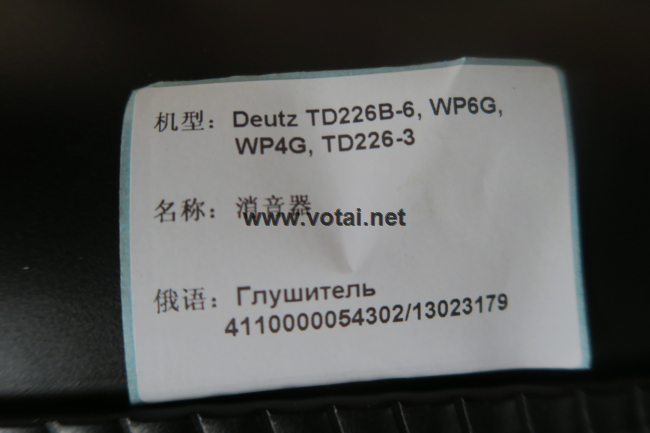 机型：Deutz TD226B-6, WP6G,
WP4G, TD226-3
名称：消音器
www.votai.net
俄语：Глушитель
4110000054302/13023179